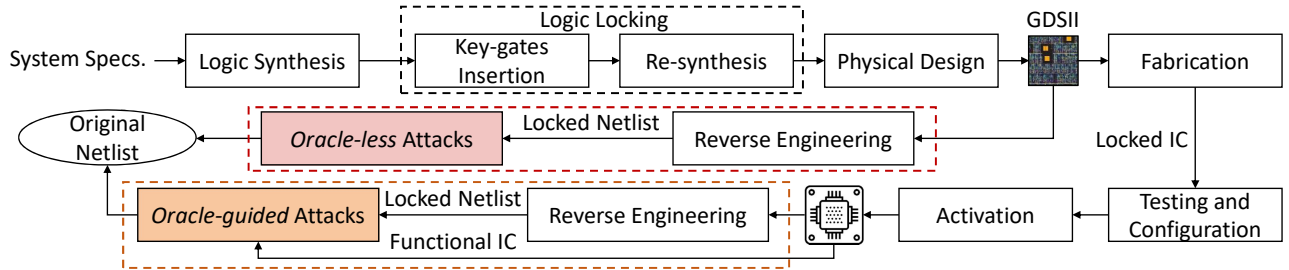 Logic Locking
GDSII
System Specs.
Logic Synthesis
Key-gates
Insertion
Re-synthesis
Physical Design
Fabrication
Original
Netlist
Oracle-less Attacks
Locked Netlist
Reverse Engineering
Locked IC
Oracle-guided Attacks
Locked Netlist
Functional IC
Reverse Engineering
Activation
Testing and
Configuration